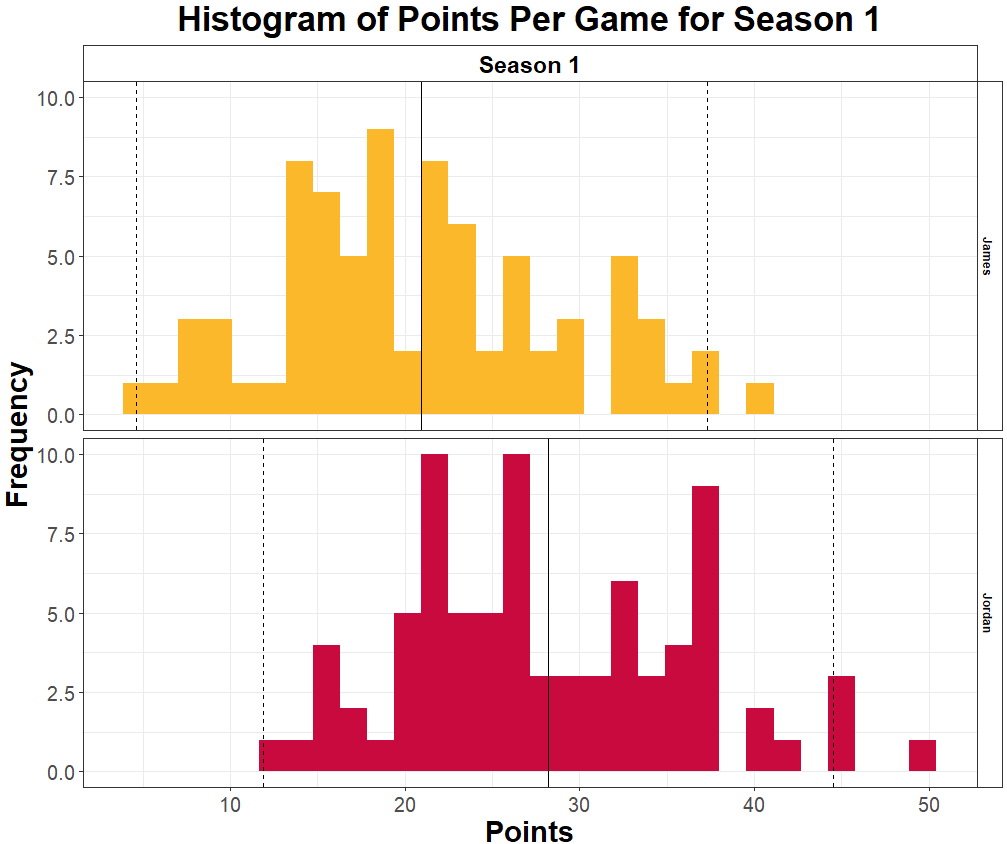 Histogram of Points Per Game for Season 1
Season 1
10.0
7.5
5.0
2.5
0.0
James
Frequency
10.0
7.5
5.0
2.5
0.0
Jordan
10 20 30 40 50
Points